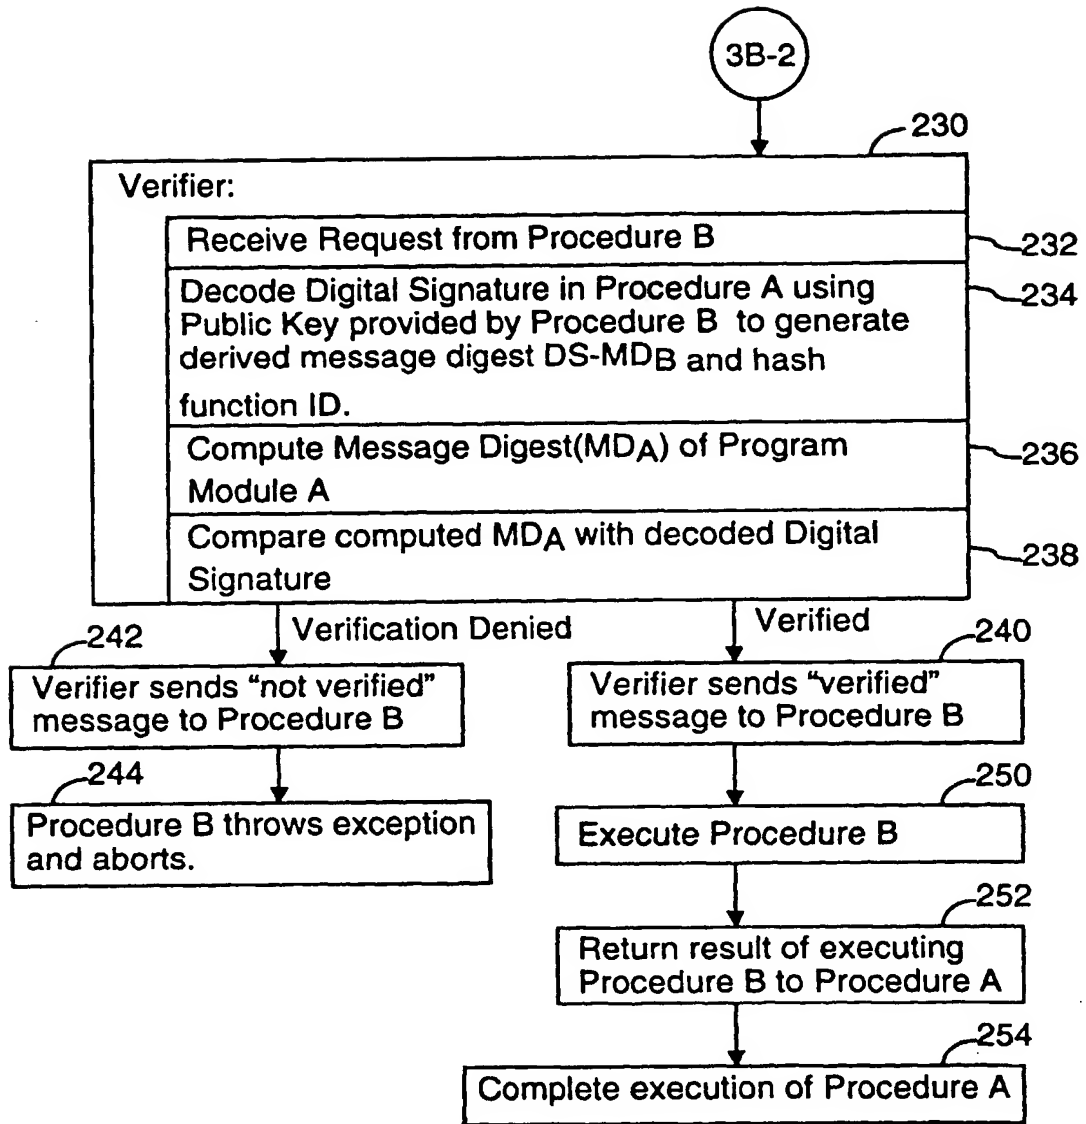 3B-2
230
Verifier:
Receive Request from Procedure B
232
Decode Digital Signature in Procedure A using
234
Public Key provided by Procedure B to generate
derived message digest DS-MDB and hash
function ID.
Compute Message Digest(MDA) of Program
236
Module A
Compare computed MDA with decoded Digital
238
Signature
Verification Denied
Verified
242
240
Verifier sends “not verified”
message to Procedure B
Verifier sends “verified”
message to Procedure B
244
250
Procedure B throws exception
and aborts.
Execute Procedure B
252
Return result of executing
Procedure B to Procedure A
254
Complete execution of Procedure A